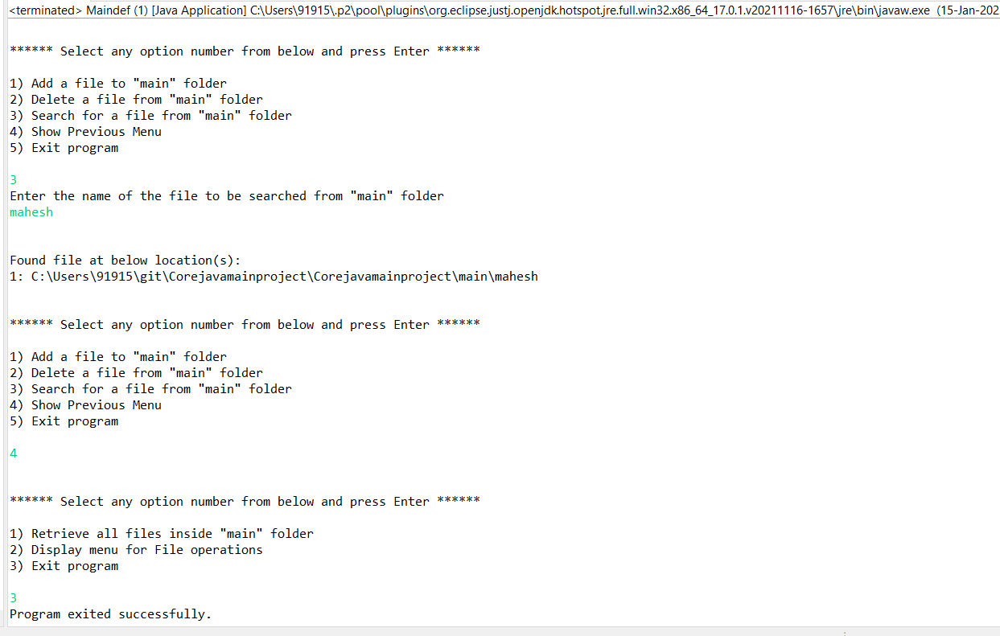 <terminated> Maindef (1) [Java Application] C:\Users\91915\.p2\pool\plugins\org.eclipse.justj.openjdk.hotspot.jre.full.win32.x86_64_17.0.1.v20211116-1657\jre\bin\javaw.exe (15-Jan-202
****** Select any option number from below and press Enter ******
1) Add a file to "main" folder
2) Delete a file from "main" folder
3) Search for a file from "main" folder
4) Show Previous Menu
5) Exit program
3
Enter the name of the file to be searched from "main" folder
mahesh
Found file at below location(s):
1: C:\Users\91915\git\Corejavamainproject\Corejavamainproject\main\mahesh
****** Select any option number from below and press Enter ******
1) Add a file to "main" folder
2) Delete a file from "main" folder
3) Search for a file from "main" folder
4) Show Previous Menu
5) Exit program
4
****** Select any option number from below and press Enter ******
1) Retrieve all files inside "main" folder
2) Display menu for File operations
3) Exit program
3
Program exited successfully.